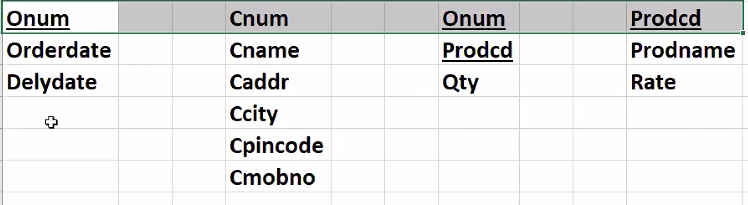 Onum Cnum Onum Prodcd
Orderdate Cname Prodcd Prodname
Delydate Caddr Qty Rate
Ccity
Cpincode
Cmobno